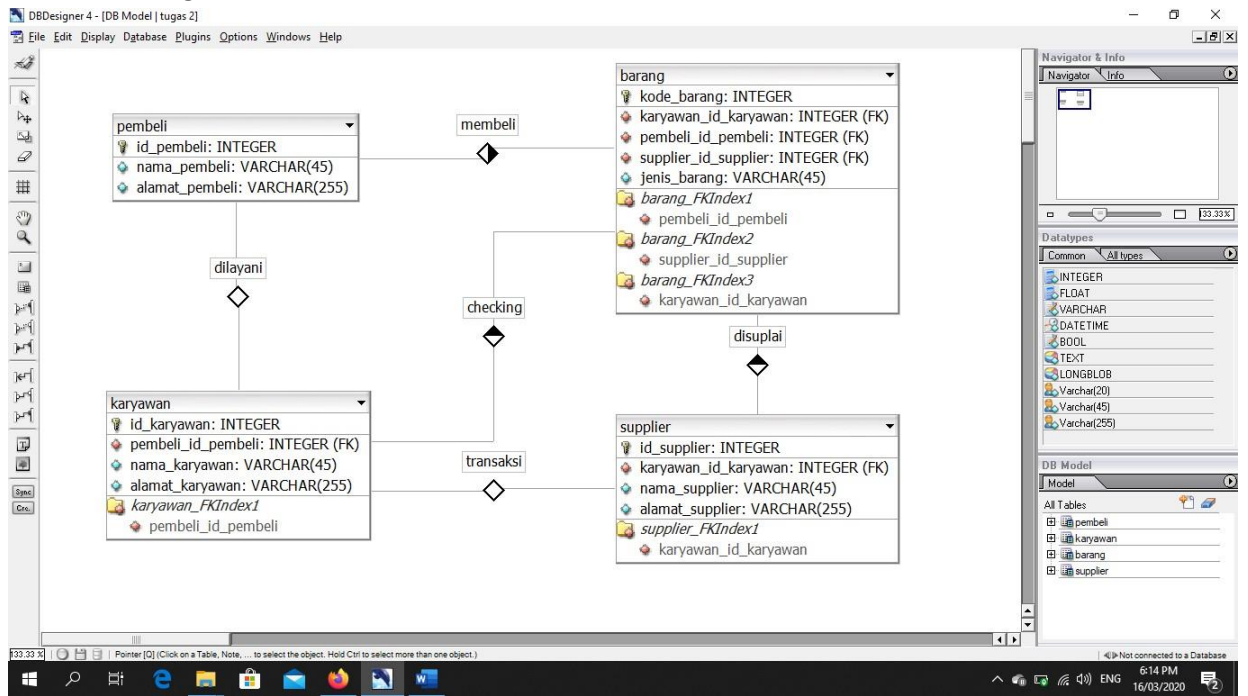 DBDesigner 4 - [DB Model | tugas 2]
File Edit Display Database Plugins Options Windows Help
pembeli
id_pembeli: INTEGER
nama_pembeli: VARCHAR(45)
alamat_pembeli: VARCHAR(255)
membeli
barang
kode_barang: INTEGER
karyawan_id_karyawan: INTEGER (FK)
pembeli_id_pembeli: INTEGER (FK)
supplier_id_supplier: INTEGER (FK)
jenis_barang: VARCHAR(45)
barang_FKIndex1
pembeli_id_pembeli
barang_FKIndex2
supplier_id_supplier
barang_FKIndex3
karyawan_id_karyawan
dilayani
checking
disuplai
karyawan
id_karyawan: INTEGER
pembeli_id_pembeli: INTEGER (FK)
nama_karyawan: VARCHAR(45)
alamat_karyawan: VARCHAR(255)
karyawan_FKIndex1
pembeli_id_pembeli
transaksi
supplier
id_supplier: INTEGER
karyawan_id_karyawan: INTEGER (FK)
nama_supplier: VARCHAR(45)
alamat_supplier: VARCHAR(255)
supplier_FKIndex1
karyawan_id_karyawan
Navigator & Info
Navigator Info
33.33%
Datatypes
Common All types
INTEGER
FLOAT
VARCHAR
DATETIME
BOOL
TEXT
LONGBLOB
Varchar(20)
Varchar(45)
Varchar(255)
DB Model
Model
All Tables
pembeli
karyawan
barang
supplier
Sync
133.33 %
Pointer [Q] (Click on a Table, Note, ... to select the object. Hold Ctrl to select more than one object.)
Not connected to a Database
ENG
6:14 PM
16/03/2020